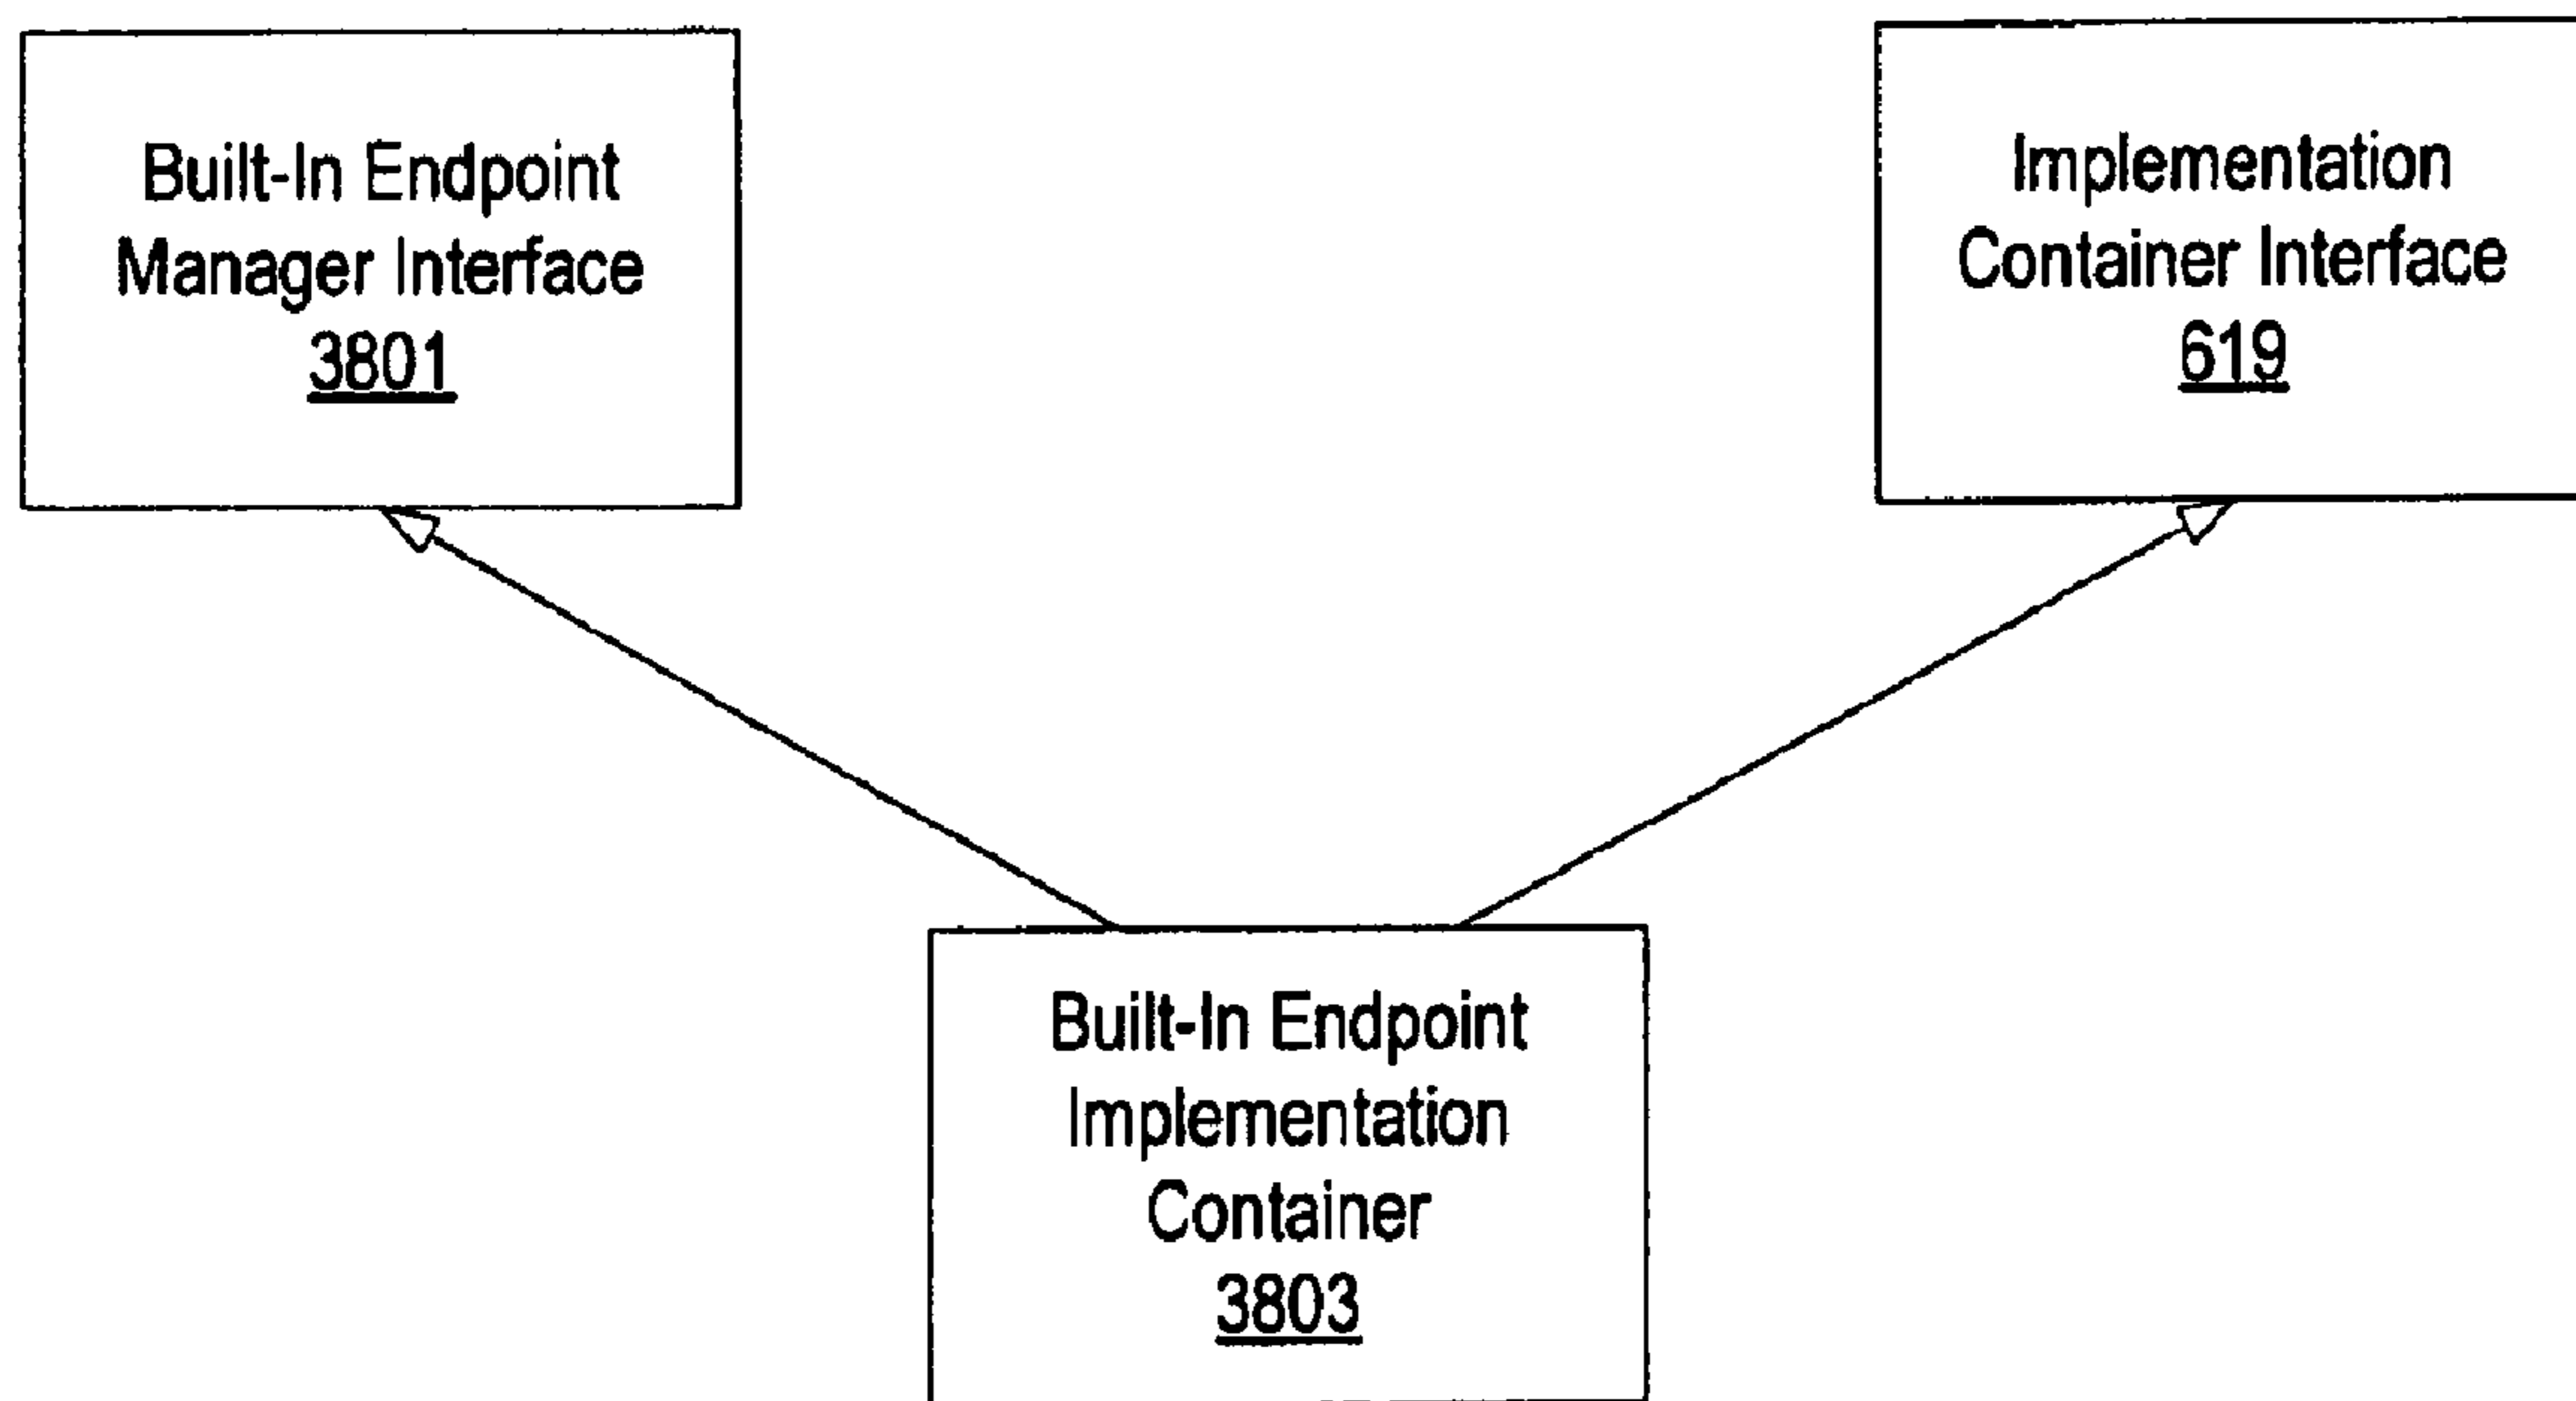 Built-In Endpoint
Manager Interface
3801
Implementation
Container Interface
619
Built-In Endpoint
Implementation
Container
3803